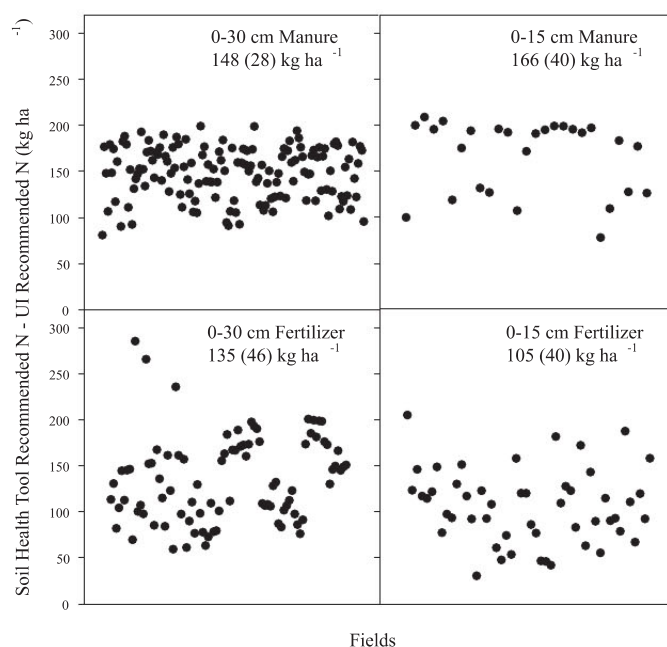 Soil Health Tool Recommended N - UI Recommended N (kg ha -1
300
250
200
150
100
50
0
0-30 cm Manure
148 (28) kg ha -1
0-15 cm Manure
166 (40) kg ha -1
300
250
200
150
100
50
0
0-30 cm Fertilizer
135 (46) kg ha -1
0-15 cm Fertilizer
105 (40) kg ha -1
Fields